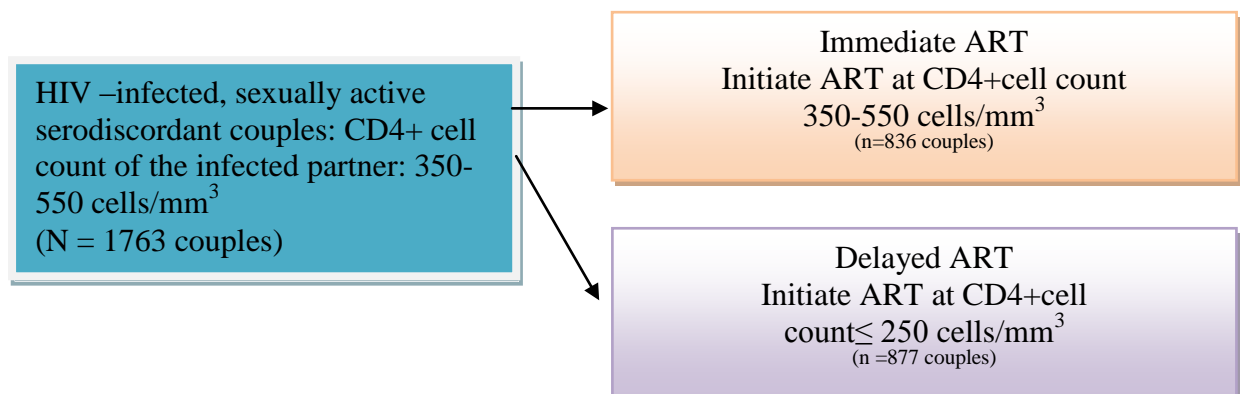 HIV –infected, sexually active
serodiscordant couples: CD4+ cell
count of the infected partner: 350-
550 cells/mm³
(N = 1763 couples)
Immediate ART
Initiate ART at CD4+cell count
350-550 cells/mm³
(n=836 couples)
Delayed ART
Initiate ART at CD4+cell
count≤ 250 cells/mm³
(n =877 couples)